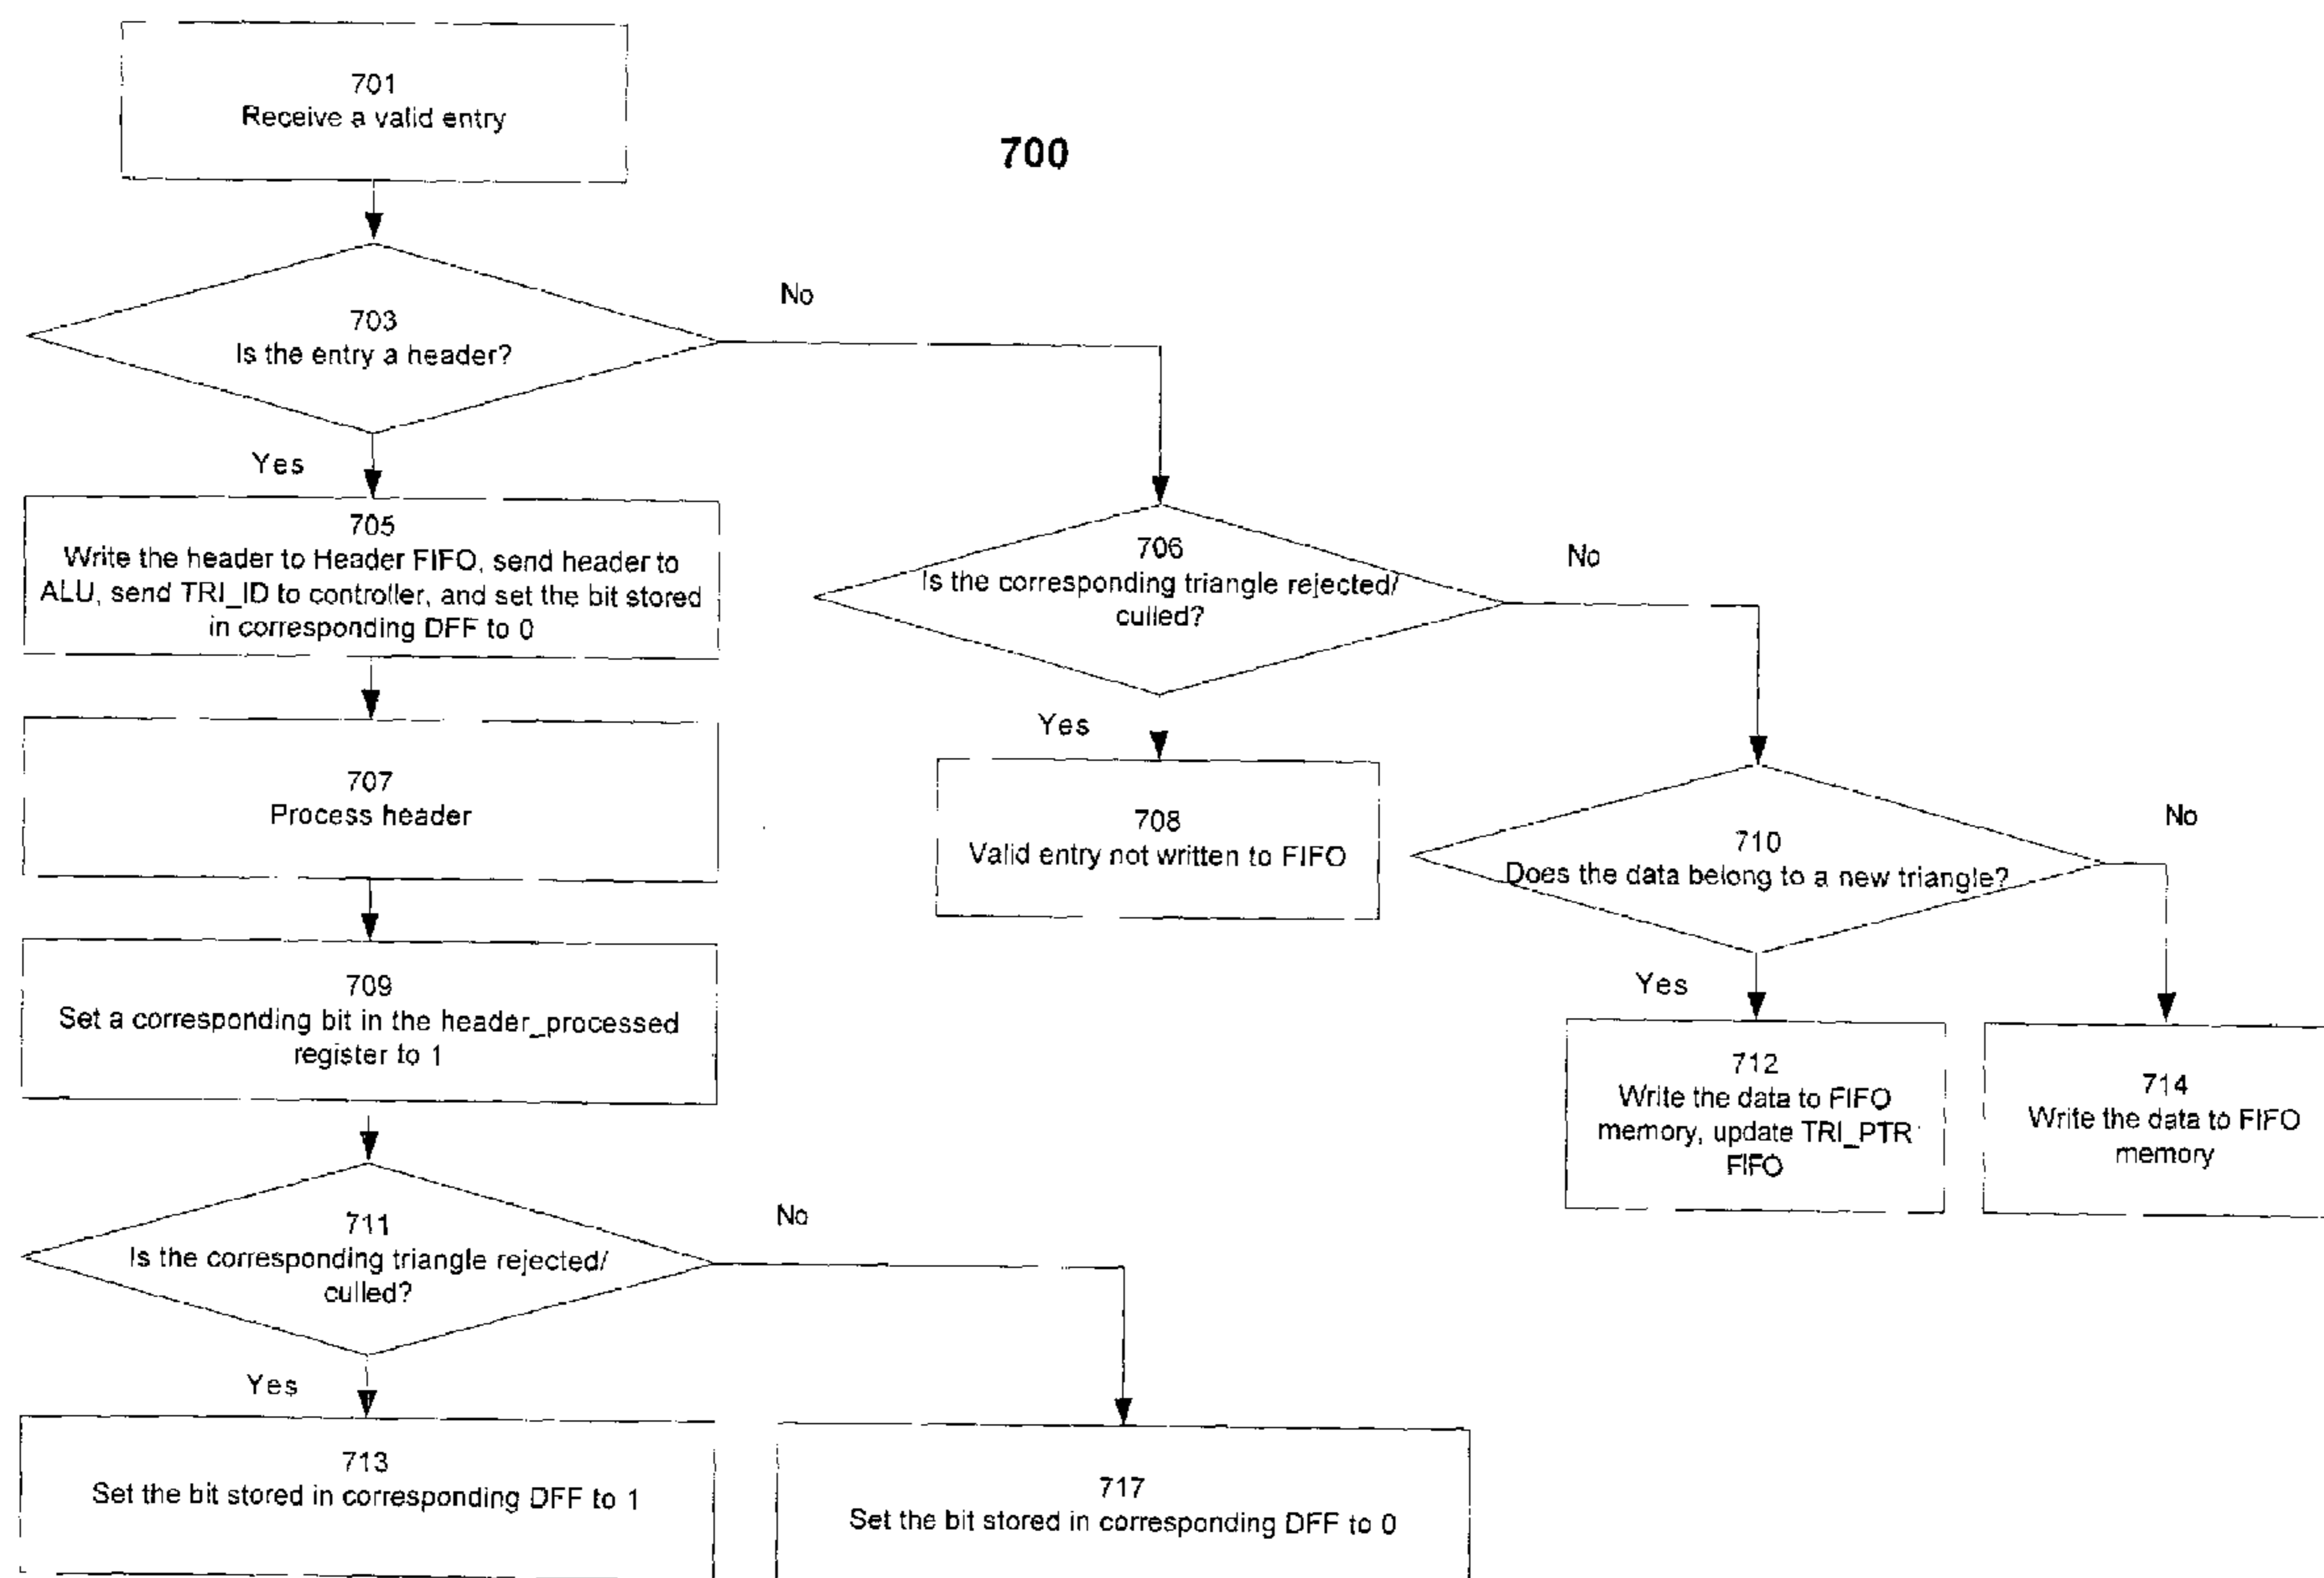 700
701
Receive a valid entry
703
Is the entry a header?
No
Yes
705
Write the header to Header FIFO, send header to
ALU, send TRI_ID to controller, and set the bit stored
in corresponding DFF to 0
706
Is the corresponding triangle rejected/
culled?
No
Yes
707
Process header
708
Valid entry not written to FIFO
710
Does the data belong to a new triangle?
No
Yes
709
Set a corresponding bit in the header_processed
register to 1
712
Write the data to FIFO
memory, update TRI_PTR
FIFO
714
Write the data to FIFO
memory
711
Is the corresponding triangle rejected/
culled?
No
Yes
713
Set the bit stored in corresponding DFF to 1
717
Set the bit stored in corresponding DFF to 0